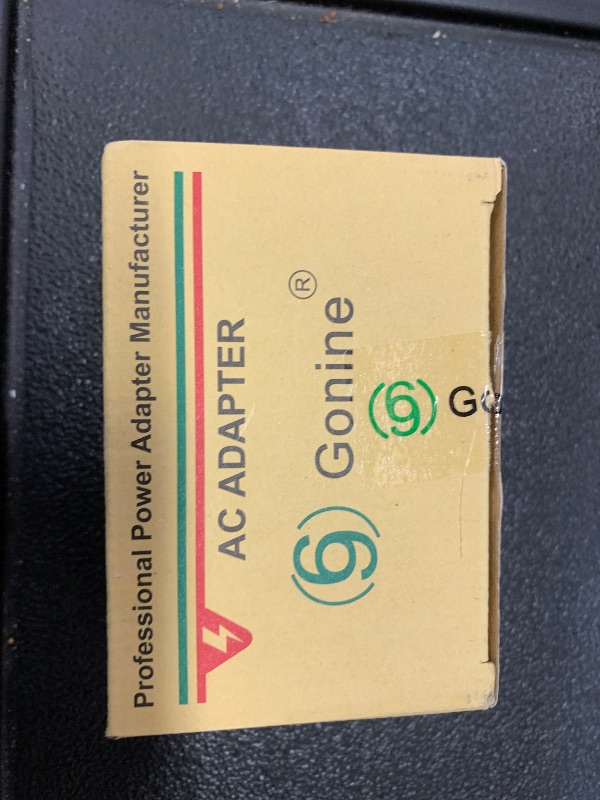 Professional Power Adapter Manufacturer
AC ADAPTER
Gonine ®